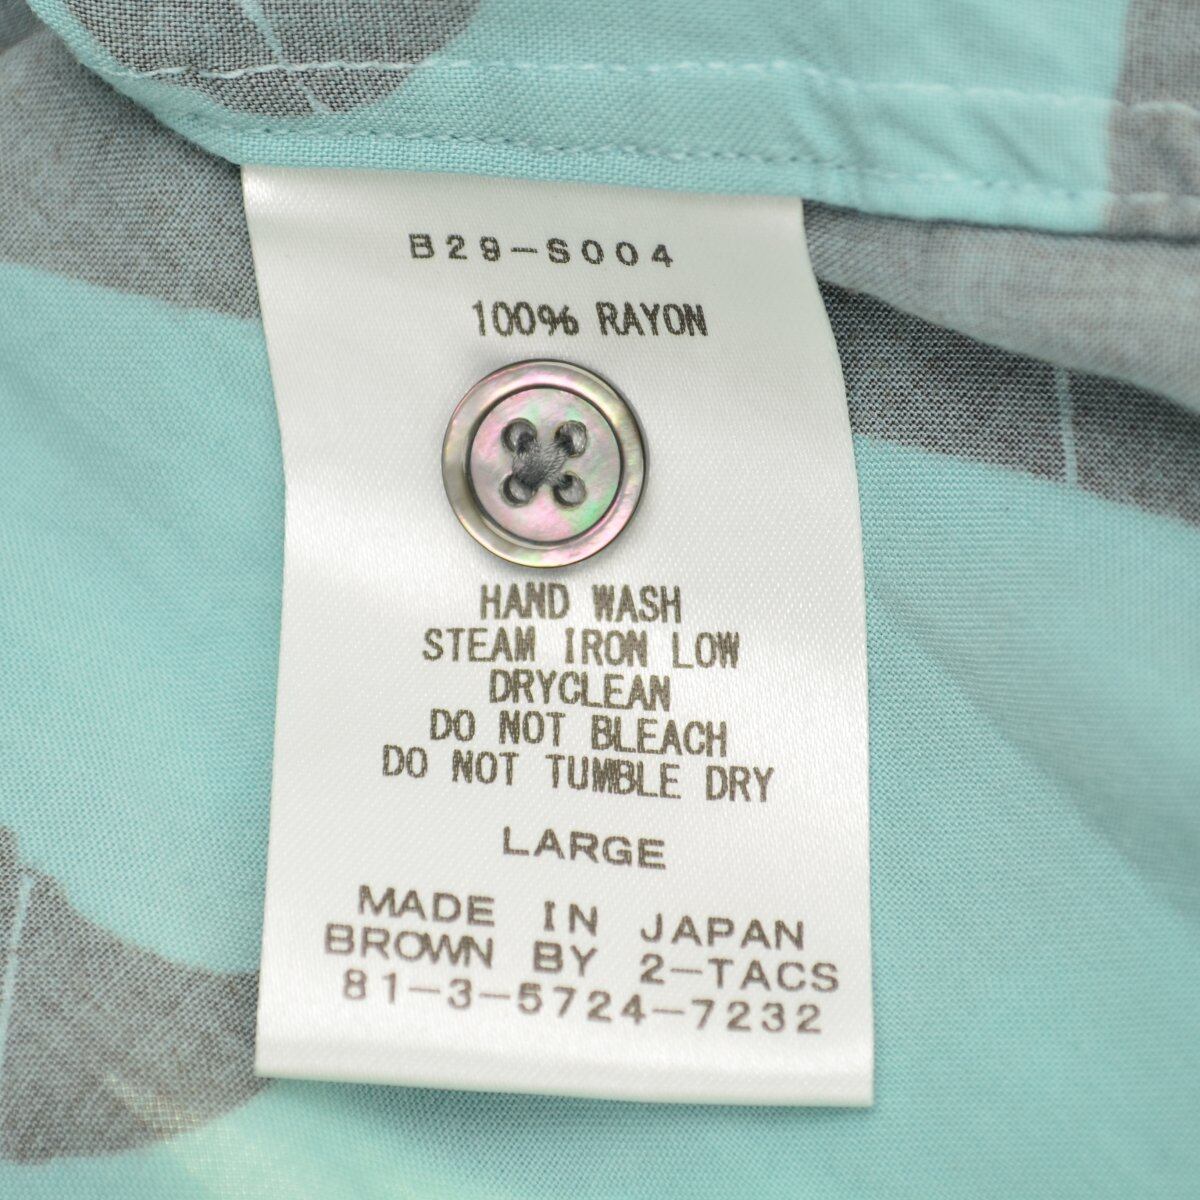 B29-S004
100% RAYON
HAND WASH
STEAM IRON LOW
DRYCLEAN
DO NOT BLEACH
DO NOT TUMBLE DRY
LARGE
MADE IN JAPAN
BROWN BY 2-TACS
81-3-5724-7232